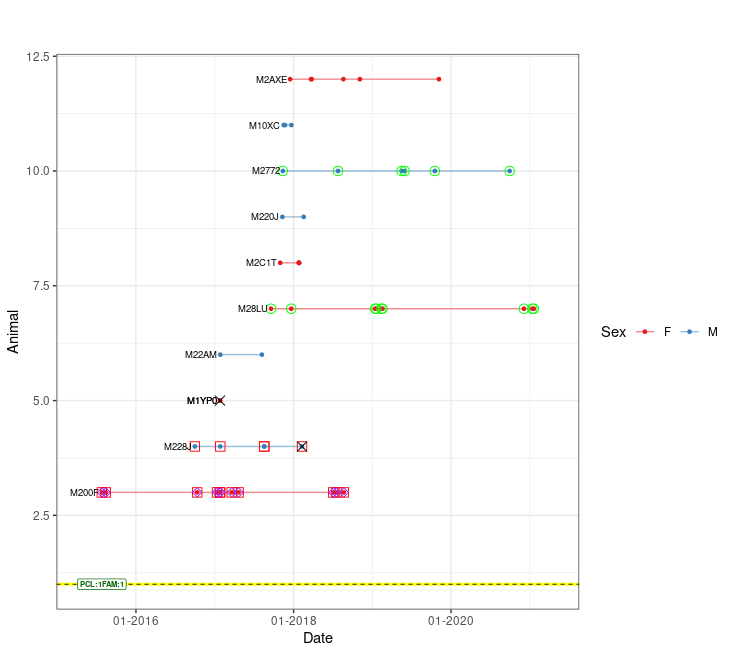 12.5
M2AXE
M10XC
10.0
M2772
M220J
M2C1T
7.5
M28LU
M22AM
Animal
Sex F M
5.0
M1YP0
M228J
2.5
PCL:1FAM:1
01-2016 01-2018 01-2020
Date